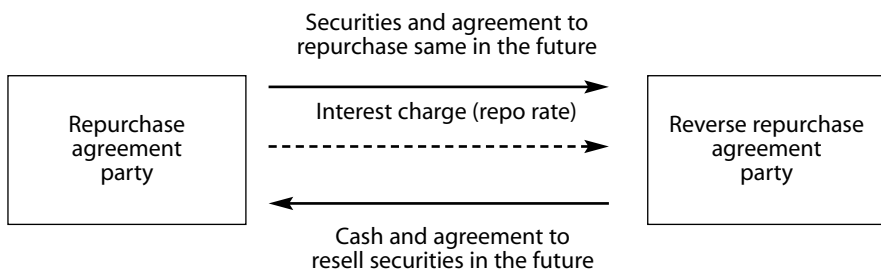 Securities and agreement to
repurchase same in the future
Repurchase
agreement
party
Interest charge (repo rate)
Reverse repurchase
agreement
party
Cash and agreement to
resell securities in the future